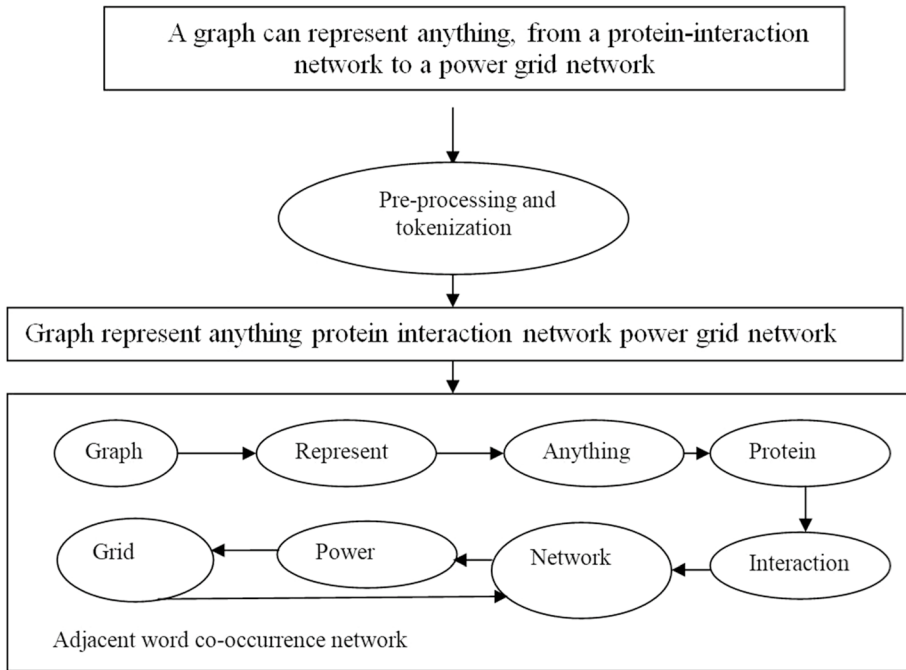 A graph can represent anything, from a protein-interaction
network to a power grid network
Pre-processing and
tokenization
Graph represent anything protein interaction network power grid network
Graph
Represent
Anything
Protein
Grid
Power
Network
Interaction
Adjacent word co-occurrence network